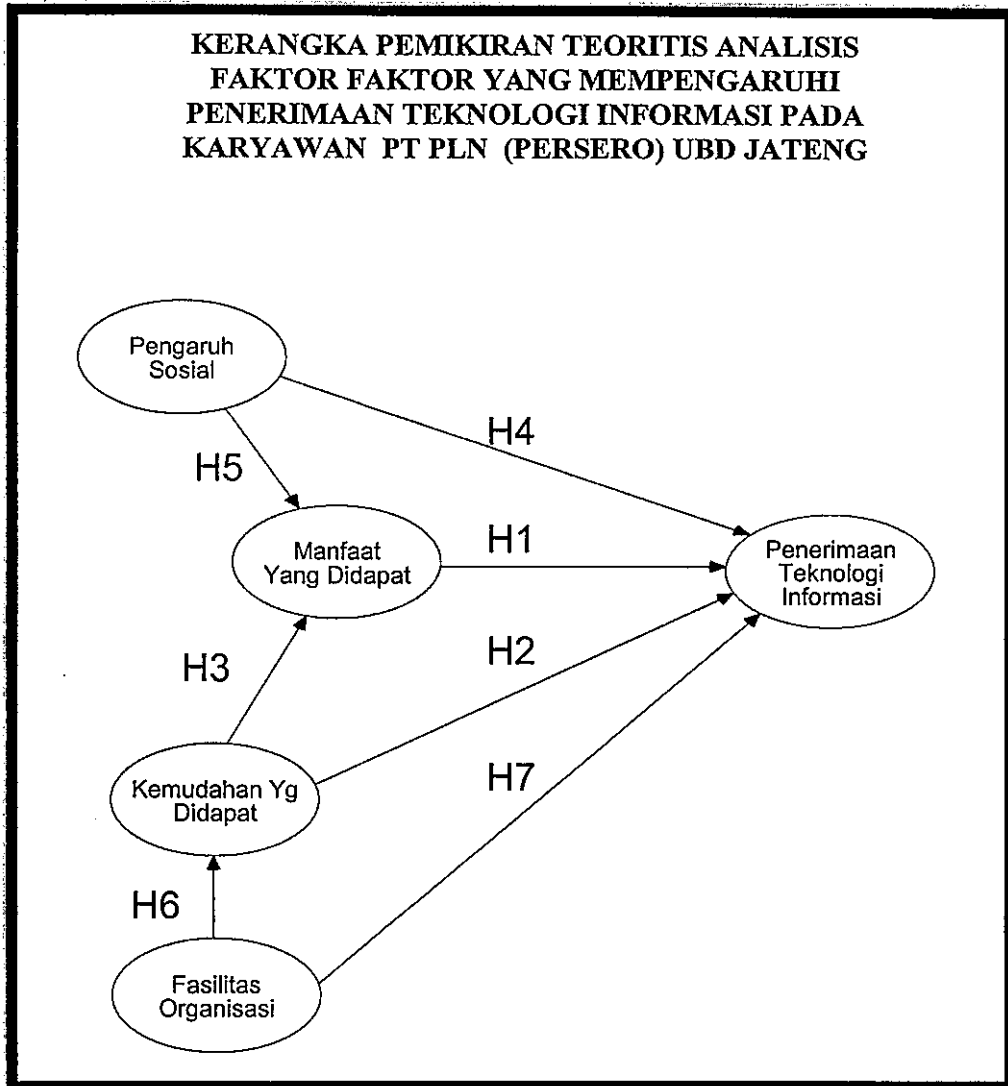 KERANGKA PEMIKIRAN TEORITIS ANALISIS
FAKTOR FAKTOR YANG MEMPENGARUHI
PENERIMAAN TEKNOLOGI INFORMASI PADA
KARYAWAN PT PLN (PERSERO) UBD JATENG
Pengaruh
Sosial
H4
H5
Manfaat
Yang Didapat
H1
Penerimaan
Teknologi
Informasi
H3
H2
Kemudahan Yg
Didapat
H7
H6
Fasilitas
Organisasi